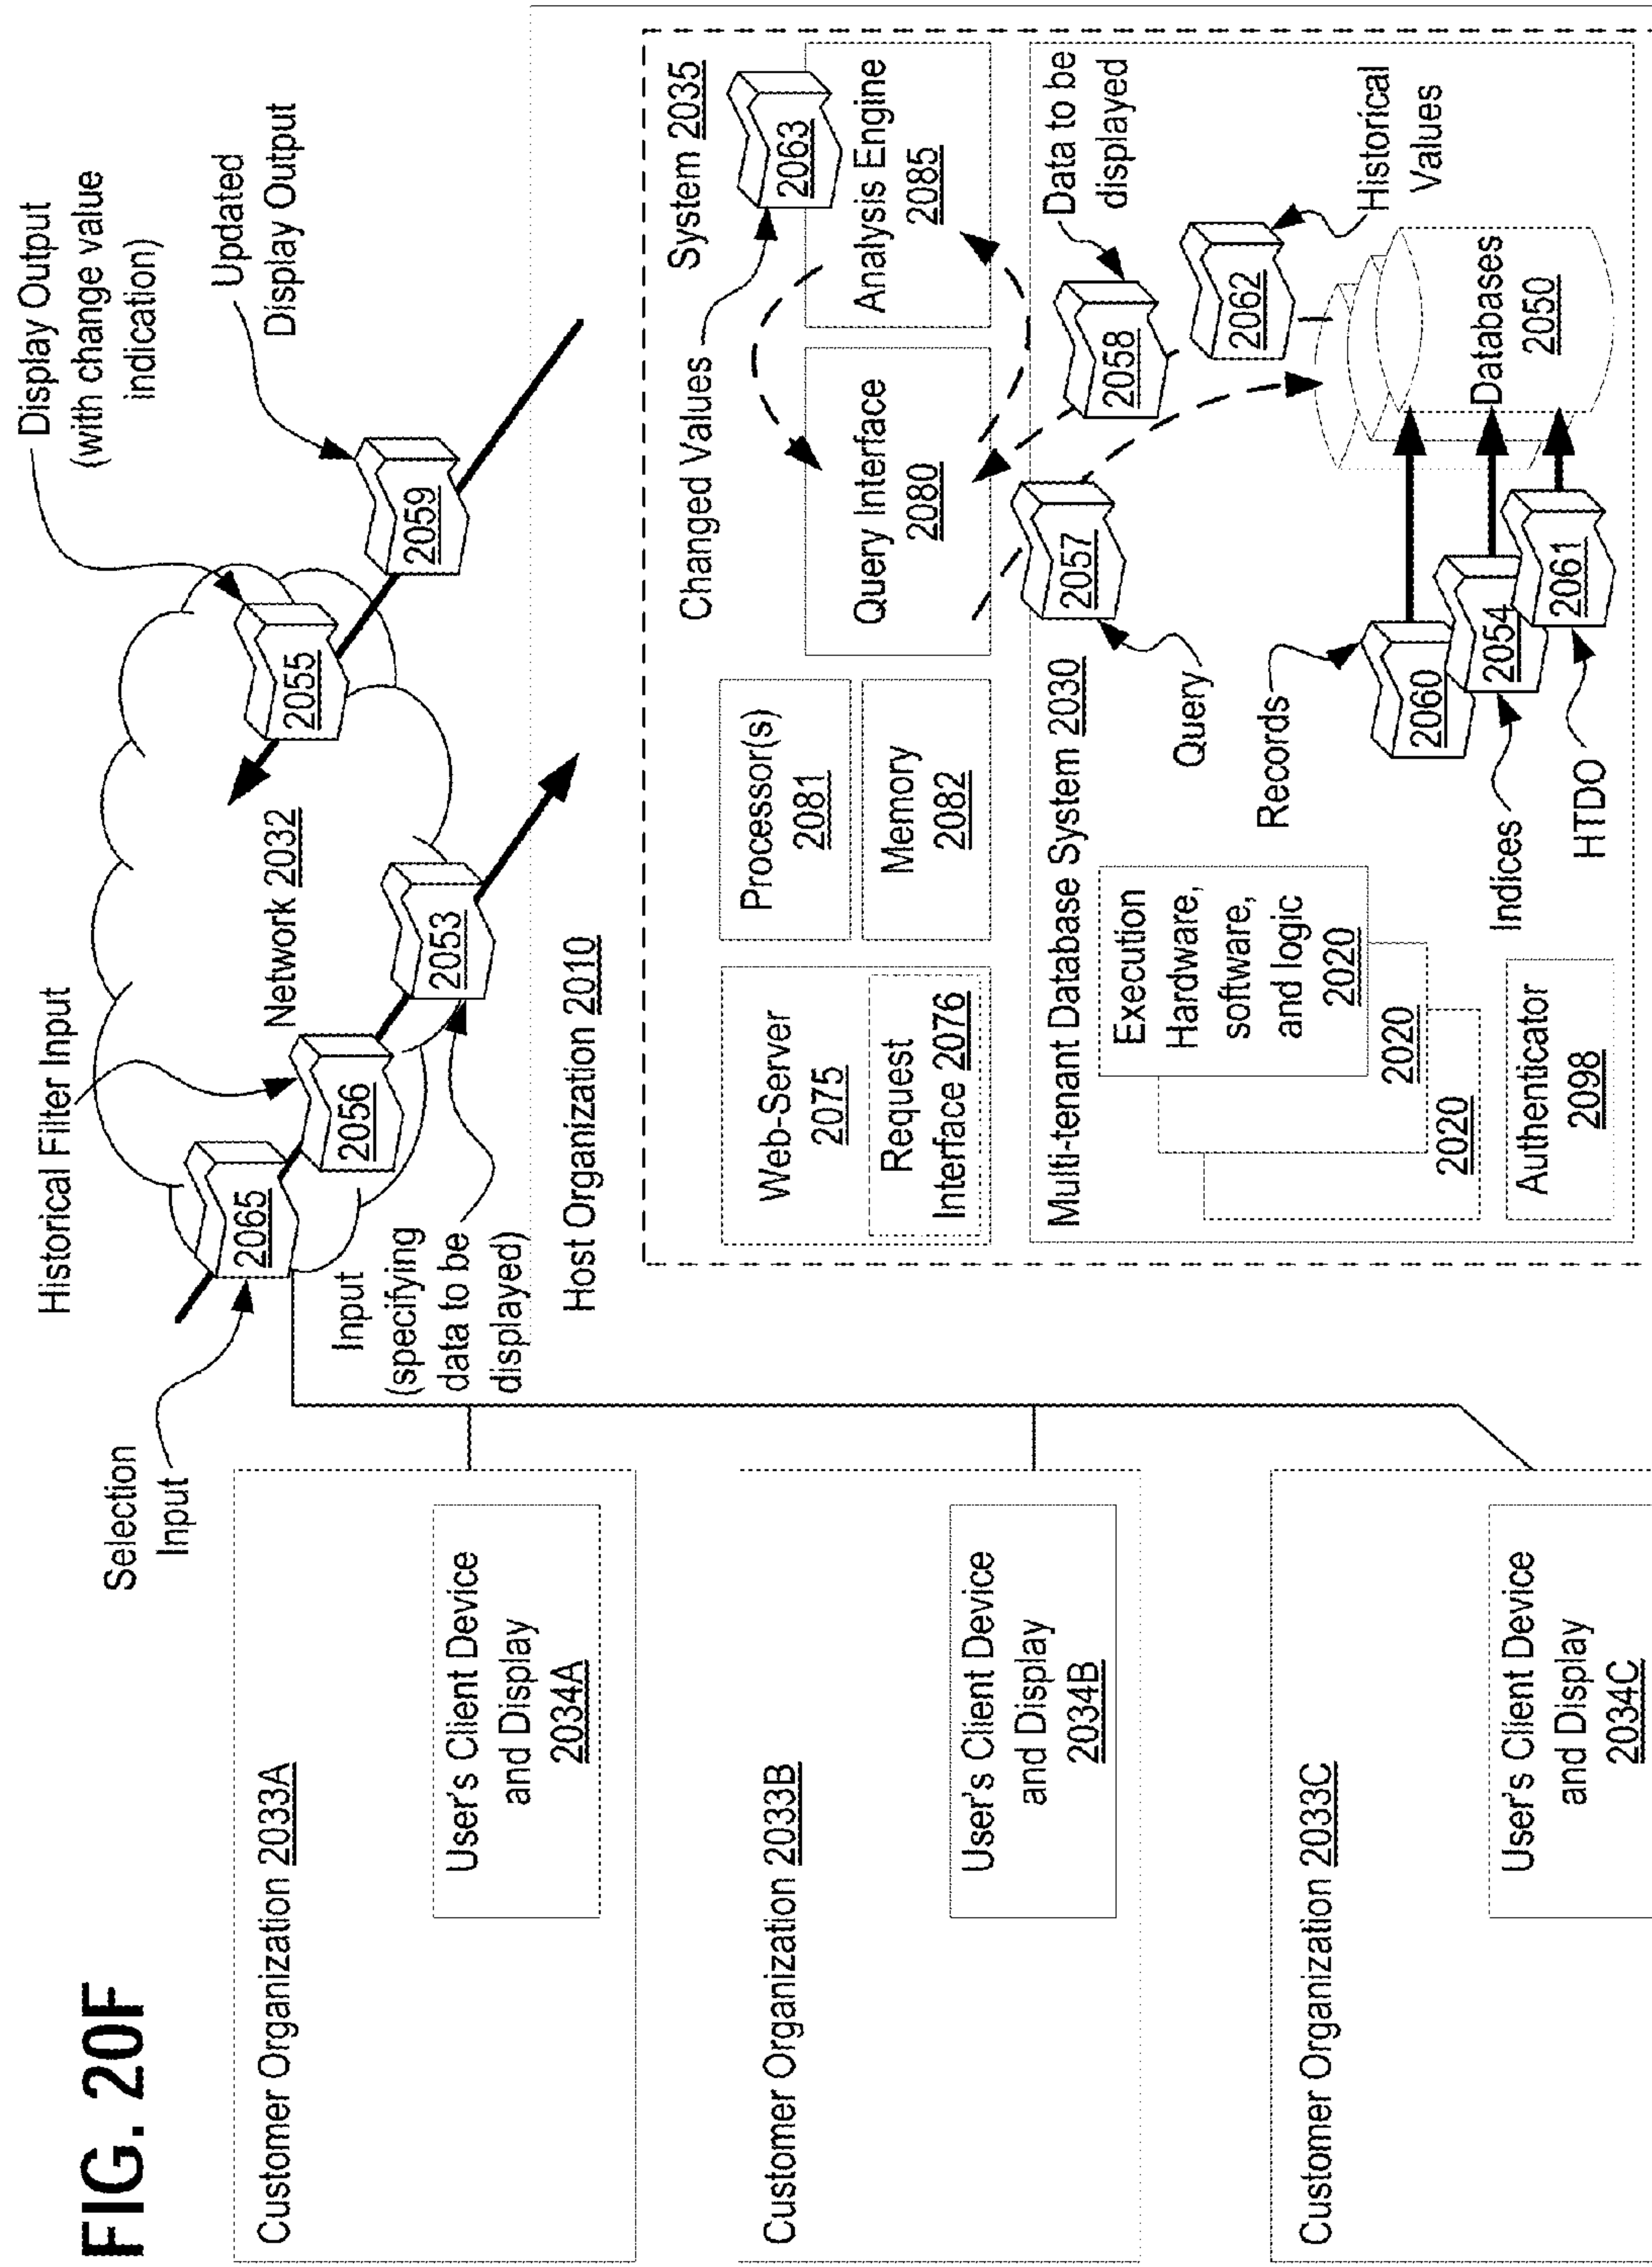 FIG. 20F
Customer Organization 2033A
User's Client Device
and Display
2034A
Customer Organization 2033B
User's Client Device
and Display
2034B
Customer Organization 2033C
User's Client Device
and Display
2034C
Selection
Input
Historical Filter Input
Display Output
(with change value
indication)
Updated
Display Output
2065
2056
2053
2055
2059
Network 2032
Input
(specifying
data to be
displayed)
Host Organization 2010
System 2035
Web-Server
2075
Request
Interface 2076
Processor(s)
2081
Memory
2082
Changed Values
2063
Query Interface
2080
Analysis Engine
2085
Multi-tenant Database System 2030
Execution
Hardware,
software,
and logic
2020
2020
2020
Authenticator
2098
Query
2057
2058
Data to be
displayed
2062
Historical
Values
Records
2060
2054
2061
Indices
HTDO
Databases
2050